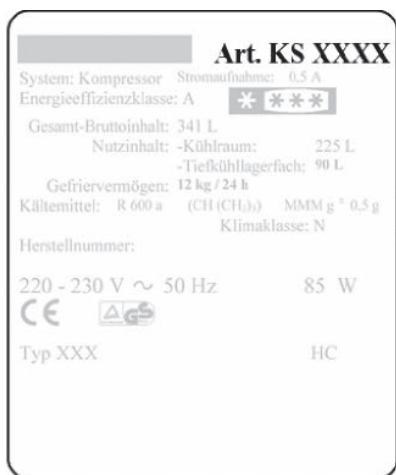 Art. KS XXXX
System: Kompressor Stromaufnahme: 0,5 A
Energieeffizienzklasse: A
Gesamt-Bruttoinhalt: 341 L
Nutzinhalt: -Kühlraum: 225 L
-Tiefkühllagerfach: 90 L
Gefriervermögen: 12 kg / 24 h
Kältemittel: R 600 a (CH (CH₃)₃) MMM g ± 0,5 g
Klimaklasse: N
Herstellnummer:
220 - 230 V ~ 50 Hz 85 W
CE GS
Typ XXX HC